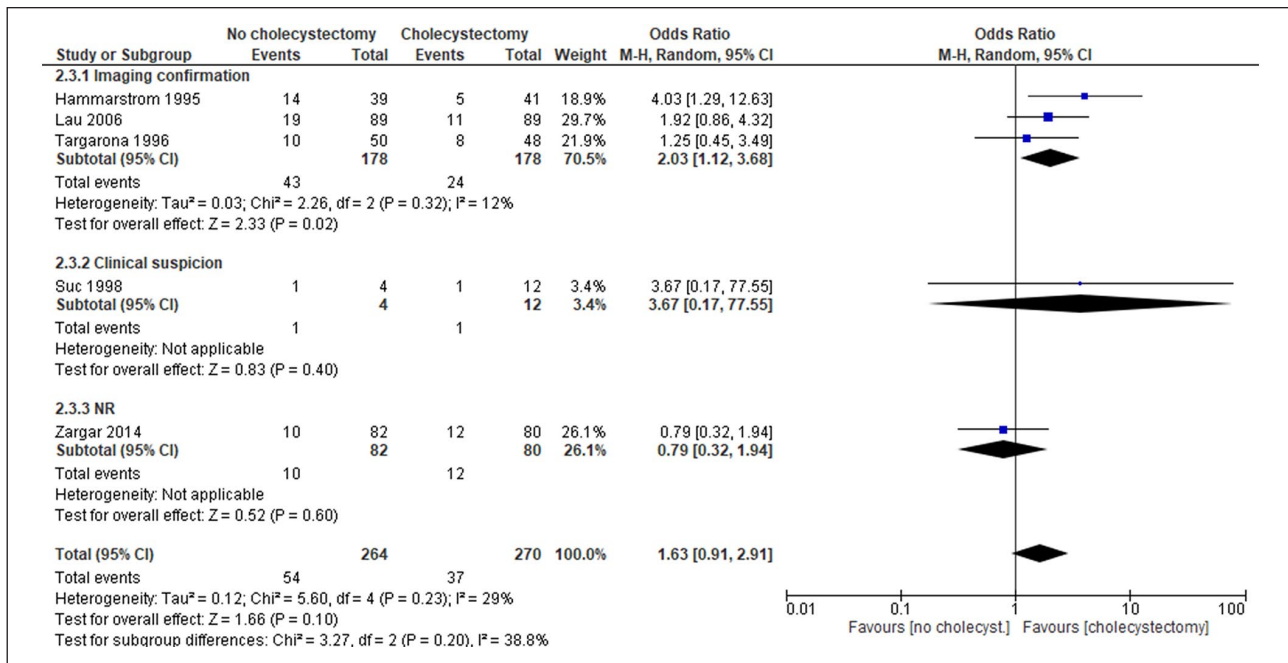 No cholecystectomy Cholecystectomy Odds Ratio Odds Ratio
Study or Subgroup Events Total Events Total Weight M-H, Random, 95% CI M-H, Random, 95% CI
2.3.1 Imaging confirmation
Hammarstrom 1995 14 39 5 41 18.9% 4.03 [1.29, 12.63]
Lau 2006 19 89 11 89 29.7% 1.92 [0.86, 4.32]
Targarona 1996 10 50 8 48 21.9% 1.25 [0.45, 3.49]
Subtotal (95% CI) 178 178 70.5% 2.03 [1.12, 3.68]
Total events 43 24
Heterogeneity: Tau² = 0.03; Chi² = 2.26, df = 2 (P = 0.32); I² = 12%
Test for overall effect: Z = 2.33 (P = 0.02)
2.3.2 Clinical suspicion
Suc 1998 1 4 1 12 3.4% 3.67 [0.17, 77.55]
Subtotal (95% CI) 4 12 3.4% 3.67 [0.17, 77.55]
Total events 1 1
Heterogeneity: Not applicable
Test for overall effect: Z = 0.83 (P = 0.40)
2.3.3 NR
Zargar 2014 10 82 12 80 26.1% 0.79 [0.32, 1.94]
Subtotal (95% CI) 82 80 26.1% 0.79 [0.32, 1.94]
Total events 10 12
Heterogeneity: Not applicable
Test for overall effect: Z = 0.52 (P = 0.60)
Total (95% CI) 264 270 100.0% 1.63 [0.91, 2.91]
Total events 54 37
Heterogeneity: Tau² = 0.12; Chi² = 5.60, df = 4 (P = 0.23); I² = 29%
Test for overall effect: Z = 1.66 (P = 0.10)
Test for subgroup differences: Chi² = 3.27, df = 2 (P = 0.20), I² = 38.8%
0.01 0.1 1 10 100
Favours [no cholecyst.] Favours [cholecystectomy]